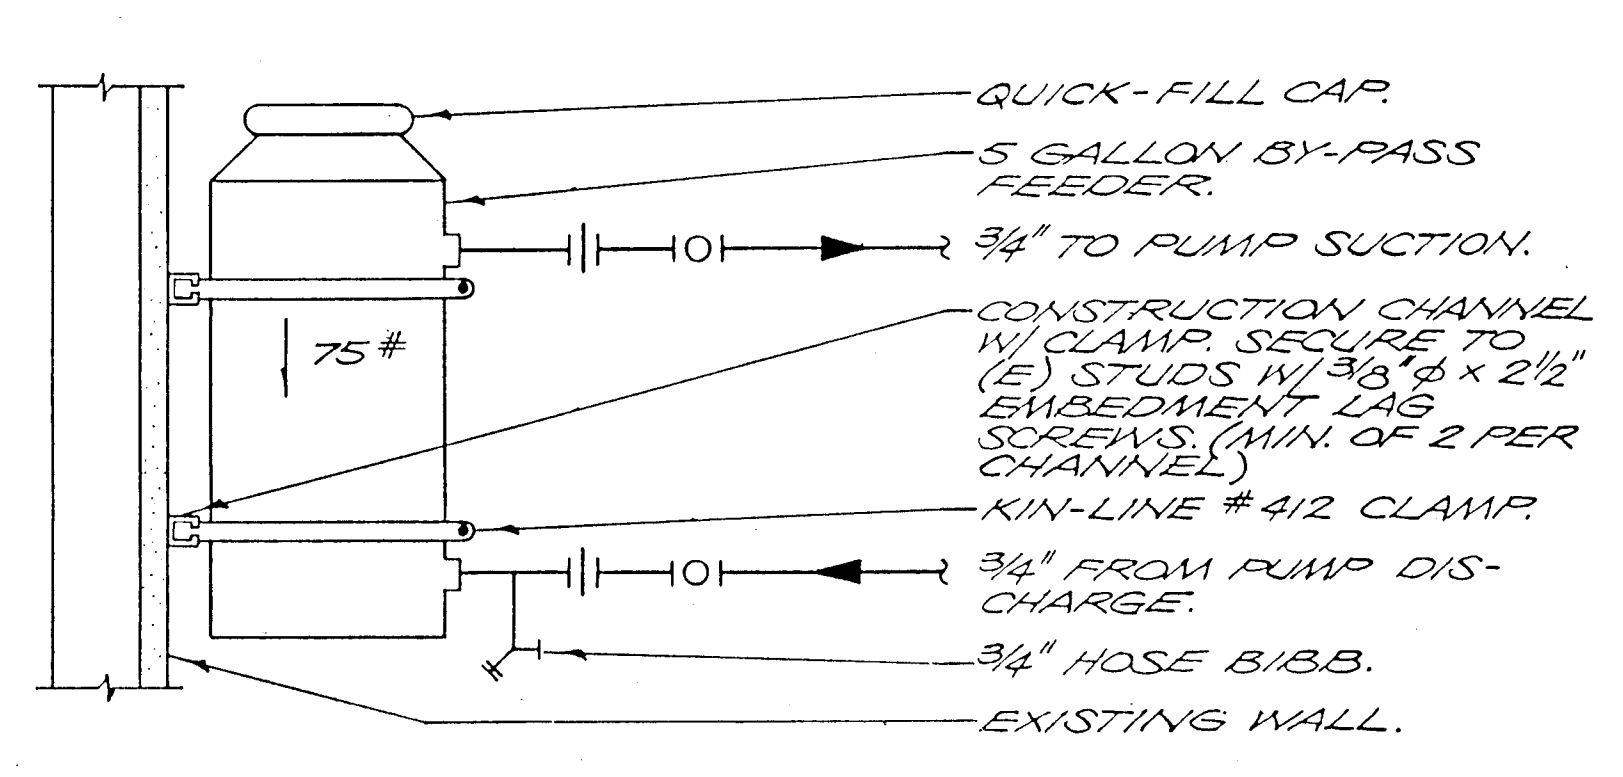 QUICK-FILL CAP.
5 GALLON BY-PASS
FEEDER.
3/4" TO PUMP SUCTION.
75#
CONSTRUCTION CHANNEL
W/ CLAMP. SECURE TO
(E) STUDS W/ 3/8"ϕ x 2 1/2"
EMBEDMENT LAG
SCREWS. (MIN. OF 2 PER
CHANNEL)
KIN-LINE #412 CLAMP.
3/4" FROM PUMP DIS-
CHARGE.
3/4" HOSE BIBB.
EXISTING WALL.